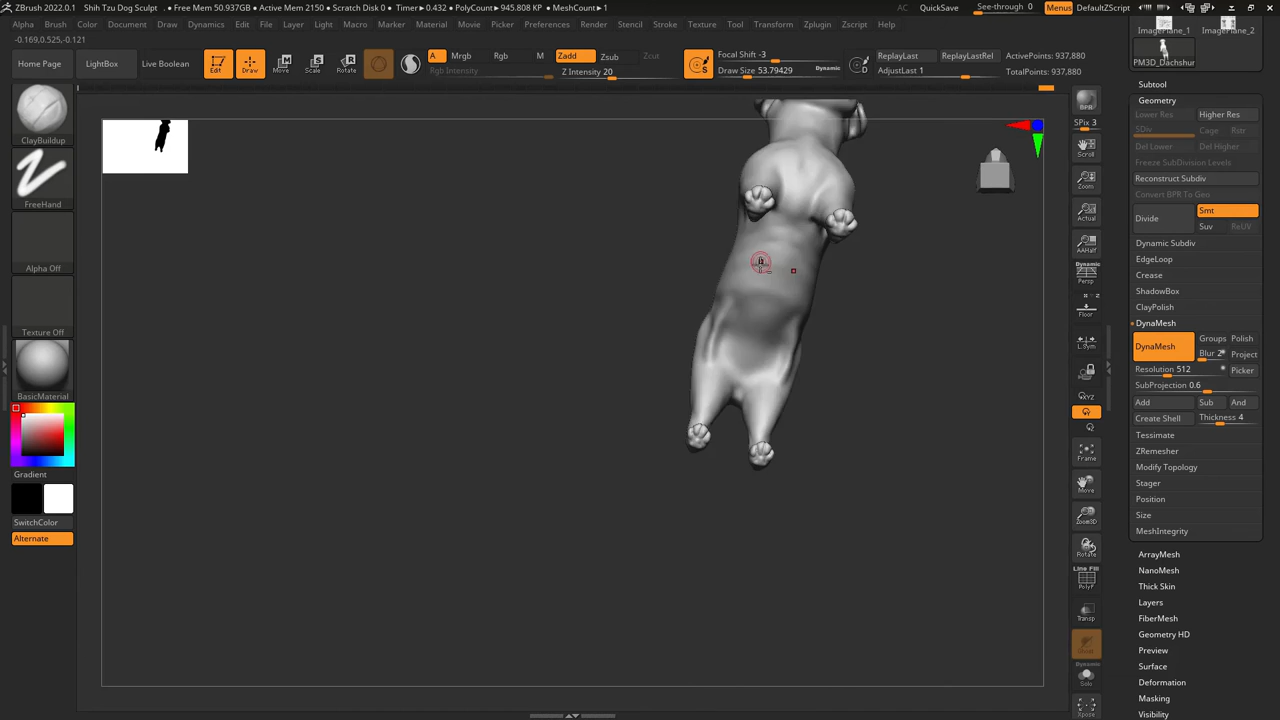 ZBrush 2022.0.1 Shih Tzu Dog Sculpt . • Free Mem 50.937GB • Active Mem 2150 • Scratch Disk 0 • Timer▸0.432 • PolyCount▸945.808 KP • MeshCount▸1 AC QuickSave See-through 0 Menus DefaultZScript
Alpha Brush Color Document Draw Dynamics Edit File Layer Light Macro Marker Material Movie Picker Preferences Render Stencil Stroke Texture Tool Transform Zplugin Zscript Help
-0.169,0.525,-0.121
Home Page LightBox Live Boolean Edit Draw Move Scale Rotate
A Mrgb Rgb M Zadd Zsub Zcut
Rgb Intensity Z Intensity 20
Focal Shift -3
Draw Size 53.79429 Dynamic
ReplayLast ReplayLastRel
AdjustLast 1
ActivePoints: 937,880
TotalPoints: 937,880
ClayBuildup
FreeHand
Alpha Off
Texture Off
BasicMaterial
Gradient
SwitchColor
Alternate
BPR
SPix 3
Scroll
Zoom
Actual
AAHalf
Dynamic
Persp
Floor
L.Sym
Frame
Move
Zoom3D
Rotate
Line Fill
PolyF
Transp
Dynamic
Solo
Xpose
ImagePlane_1 ImagePlane_2
PM3D_Dachshun
Subtool
Geometry
Lower Res Higher Res
SDiv Cage Rstr
Del Lower Del Higher
Freeze SubDivision Levels
Reconstruct Subdiv
Convert BPR To Geo
Divide Smt
Suv ReUV
Dynamic Subdiv
EdgeLoop
Crease
ShadowBox
ClayPolish
DynaMesh
DynaMesh Groups Polish
Blur 2 Project
Resolution 512 Picker
SubProjection 0.6
Add Sub And
Create Shell Thickness 4
Tessimate
ZRemesher
Modify Topology
Stager
Position
Size
MeshIntegrity
ArrayMesh
NanoMesh
Thick Skin
Layers
FiberMesh
Geometry HD
Preview
Surface
Deformation
Masking
Visibility